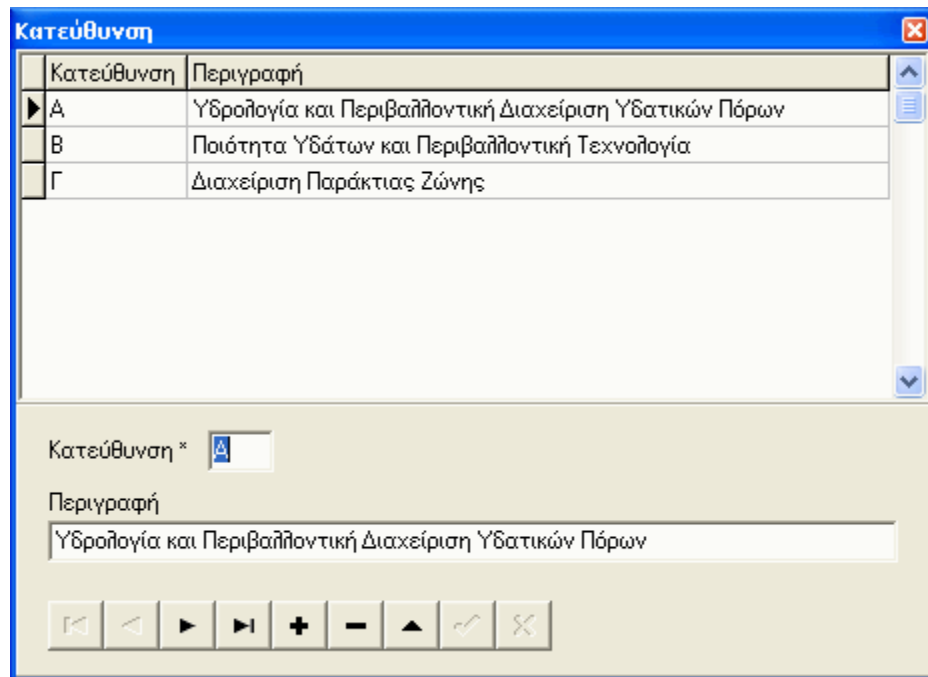 Κατεύθυνση
Κατεύθυνση Περιγραφή
Α Υδρολογία και Περιβαλλοντική Διαχείριση Υδατικών Πόρων
Β Ποιότητα Υδάτων και Περιβαλλοντική Τεχνολογία
Γ Διαχείριση Παράκτιας Ζώνης
Κατεύθυνση * Α
Περιγραφή
Υδρολογία και Περιβαλλοντική Διαχείριση Υδατικών Πόρων